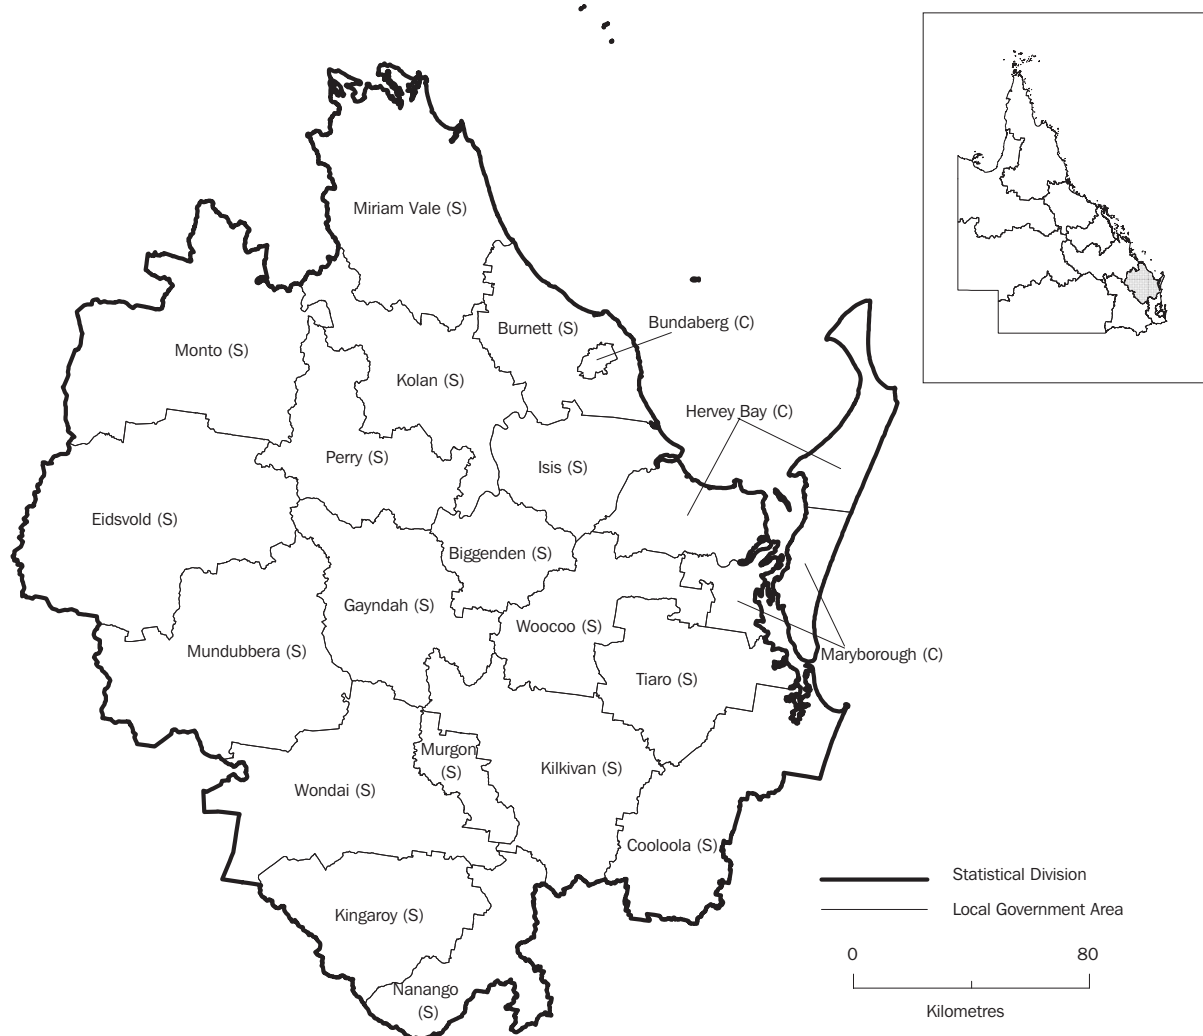 Miriam Vale (S)
Burnett (S)
Bundaberg (C)
Monto (S)
Kolan (S)
Hervey Bay (C)
Perry (S)
Isis (S)
Eidsvold (S)
Biggenden (S)
Gayndah (S)
Woocoo (S)
Mundubbera (S)
Maryborough (C)
Tiaro (S)
Murgon
(S)
Kilkivan (S)
Wondai (S)
Cooloola (S)
Kingaroy (S)
Nanango
(S)
Statistical Division
Local Government Area
0 80
Kilometres